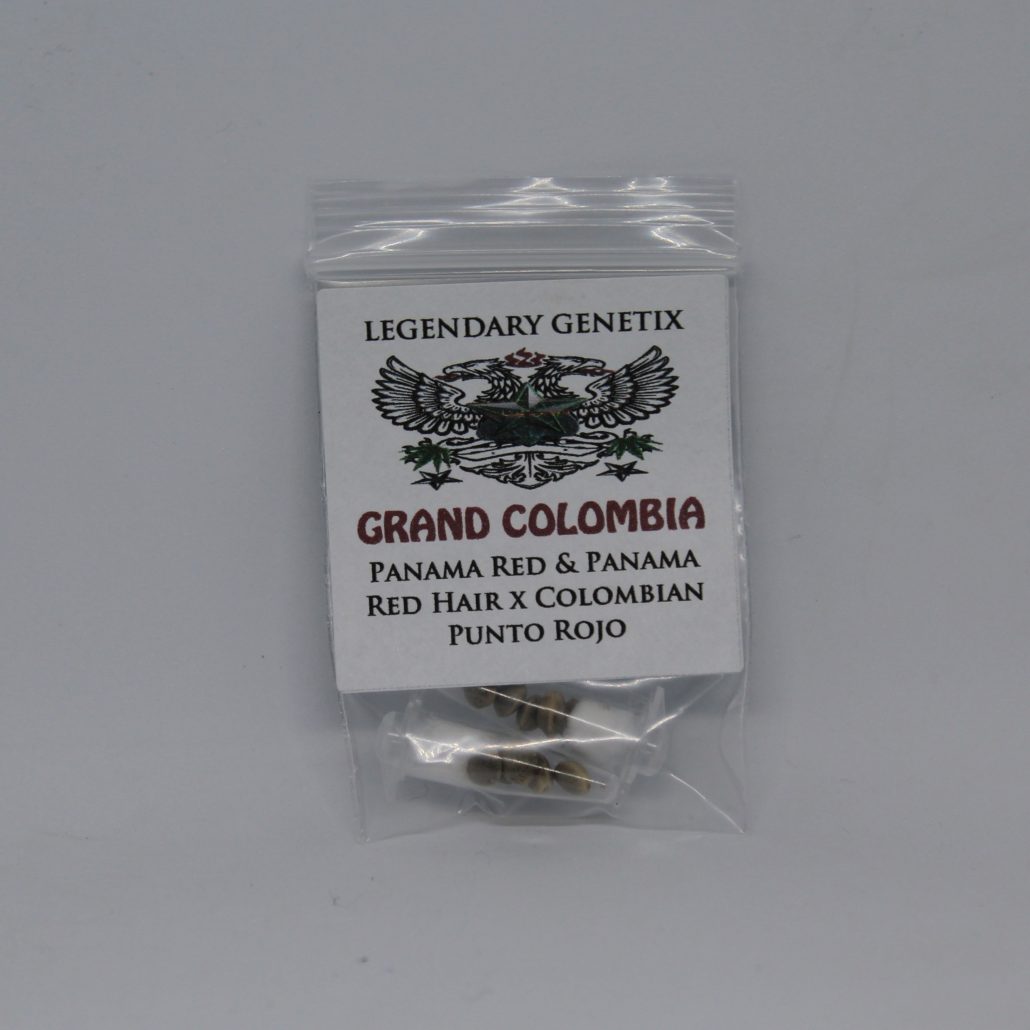 LEGENDARY GENETIX
GRAND COLOMBIA
PANAMA RED & PANAMA
RED HAIR X COLOMBIAN
PUNTO ROJO